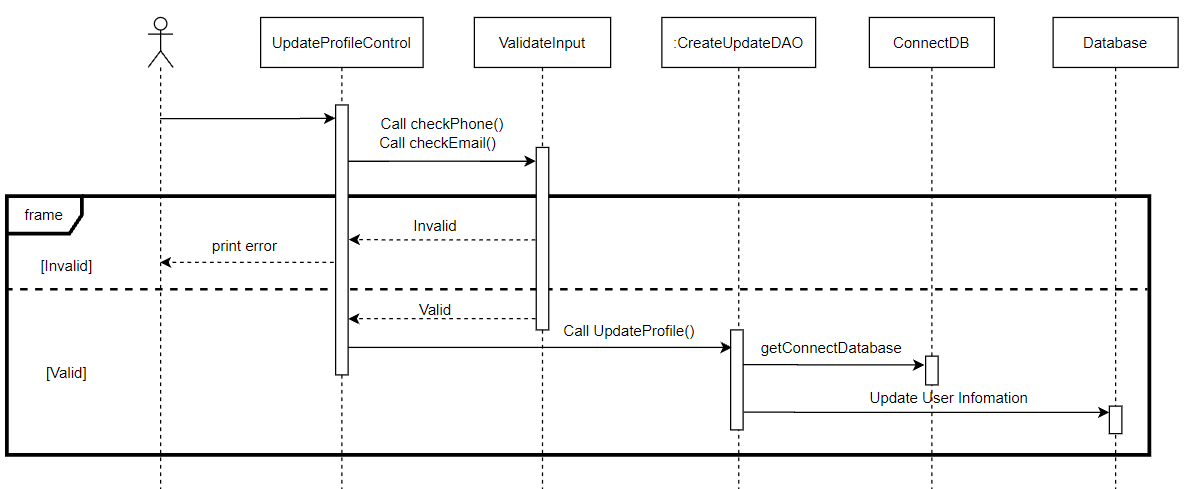 UpdateProfileControl
ValidateInput
:CreateUpdateDAO
ConnectDB
Database
Call checkPhone()
Call checkEmail()
frame
Invalid
print error
[Invalid]
Valid
Call UpdateProfile()
getConnectDatabase
[Valid]
Update User Infomation